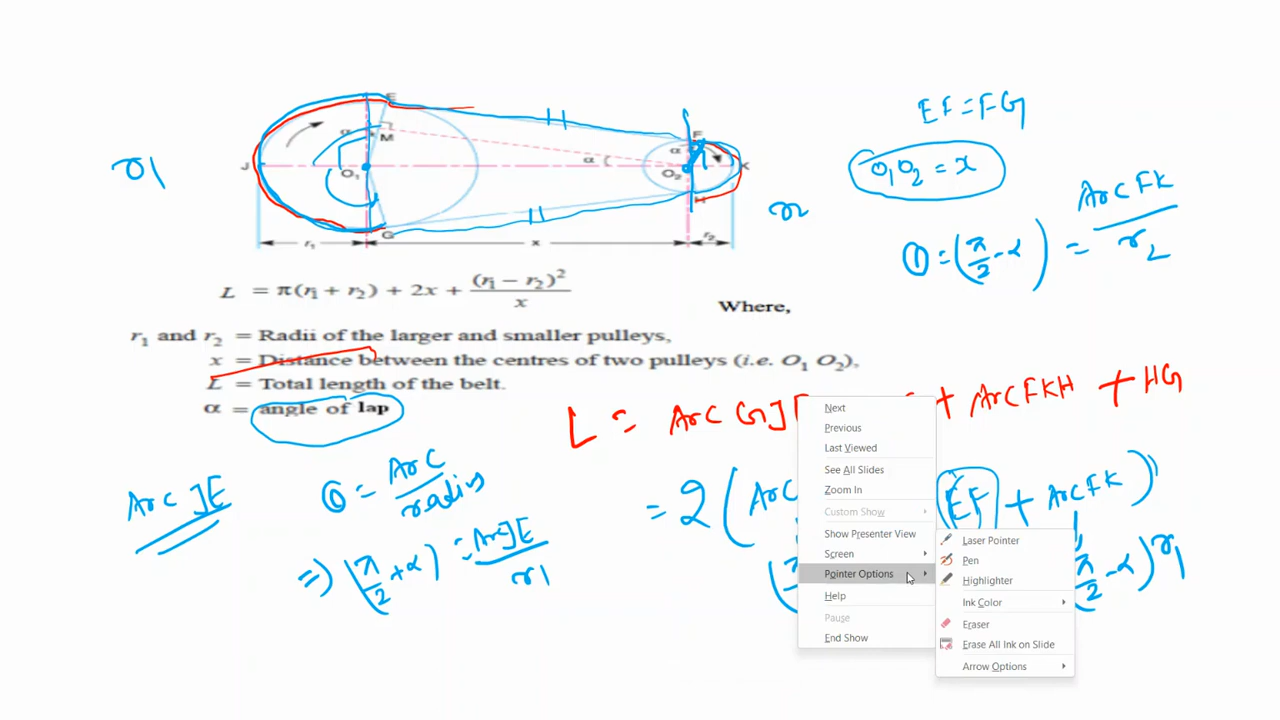 E
EF = FG
α
M
F
r1
J
α
α
K
O1
O2
O1O2 = x
Arc FK
H
r2
G
θ = (π/2 - α) = Arc FK / r2
r1
x
r2
L = π(r1 + r2) + 2x + (r1 − r2)² / x
Where,
r1 and r2 = Radii of the larger and smaller pulleys,
x = Distance between the centres of two pulleys (i.e. O1 O2),
L = Total length of the belt.
α = angle of lap
L = Arc GJ + Arc FKH + HG
Next
Previous
Last Viewed
See All Slides
Zoom In
Custom Show
Show Presenter View
Screen
Pointer Options
Help
Pause
End Show
Laser Pointer
Pen
Highlighter
Ink Color
Eraser
Erase All Ink on Slide
Arrow Options
Arc JE
θ = Arc / radius
= 2 (Arc EF + Arc FK)
⇒ (π/2 + α) = Arc JE / r1
π/2 - α) r1